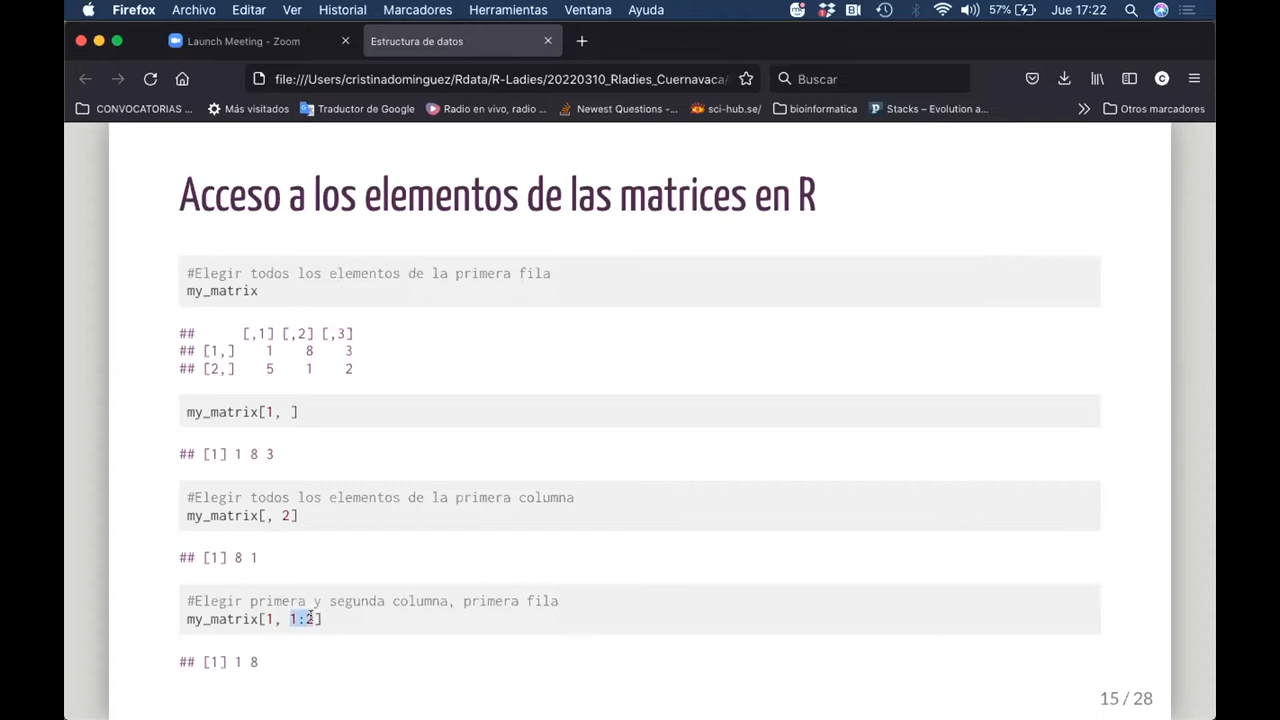 Firefox Archivo Editar Ver Historial Marcadores Herramientas Ventana Ayuda 57% Jue 17:22
Launch Meeting - Zoom Estructura de datos
file:///Users/cristinadominguez/Rdata/R-Ladies/20220310_Rladies_Cuernavaca/ Buscar
CONVOCATORIAS ... Más visitados Traductor de Google Radio en vivo, radio ... Newest Questions -... sci-hub.se/ bioinformatica Stacks – Evolution a... Otros marcadores
Acceso a los elementos de las matrices en R
#Elegir todos los elementos de la primera fila
my_matrix
## [,1] [,2] [,3]
## [1,] 1 8 3
## [2,] 5 1 2
my_matrix[1, ]
## [1] 1 8 3
#Elegir todos los elementos de la primera columna
my_matrix[, 2]
## [1] 8 1
#Elegir primera y segunda columna, primera fila
my_matrix[1, 1:2]
## [1] 1 8
15 / 28